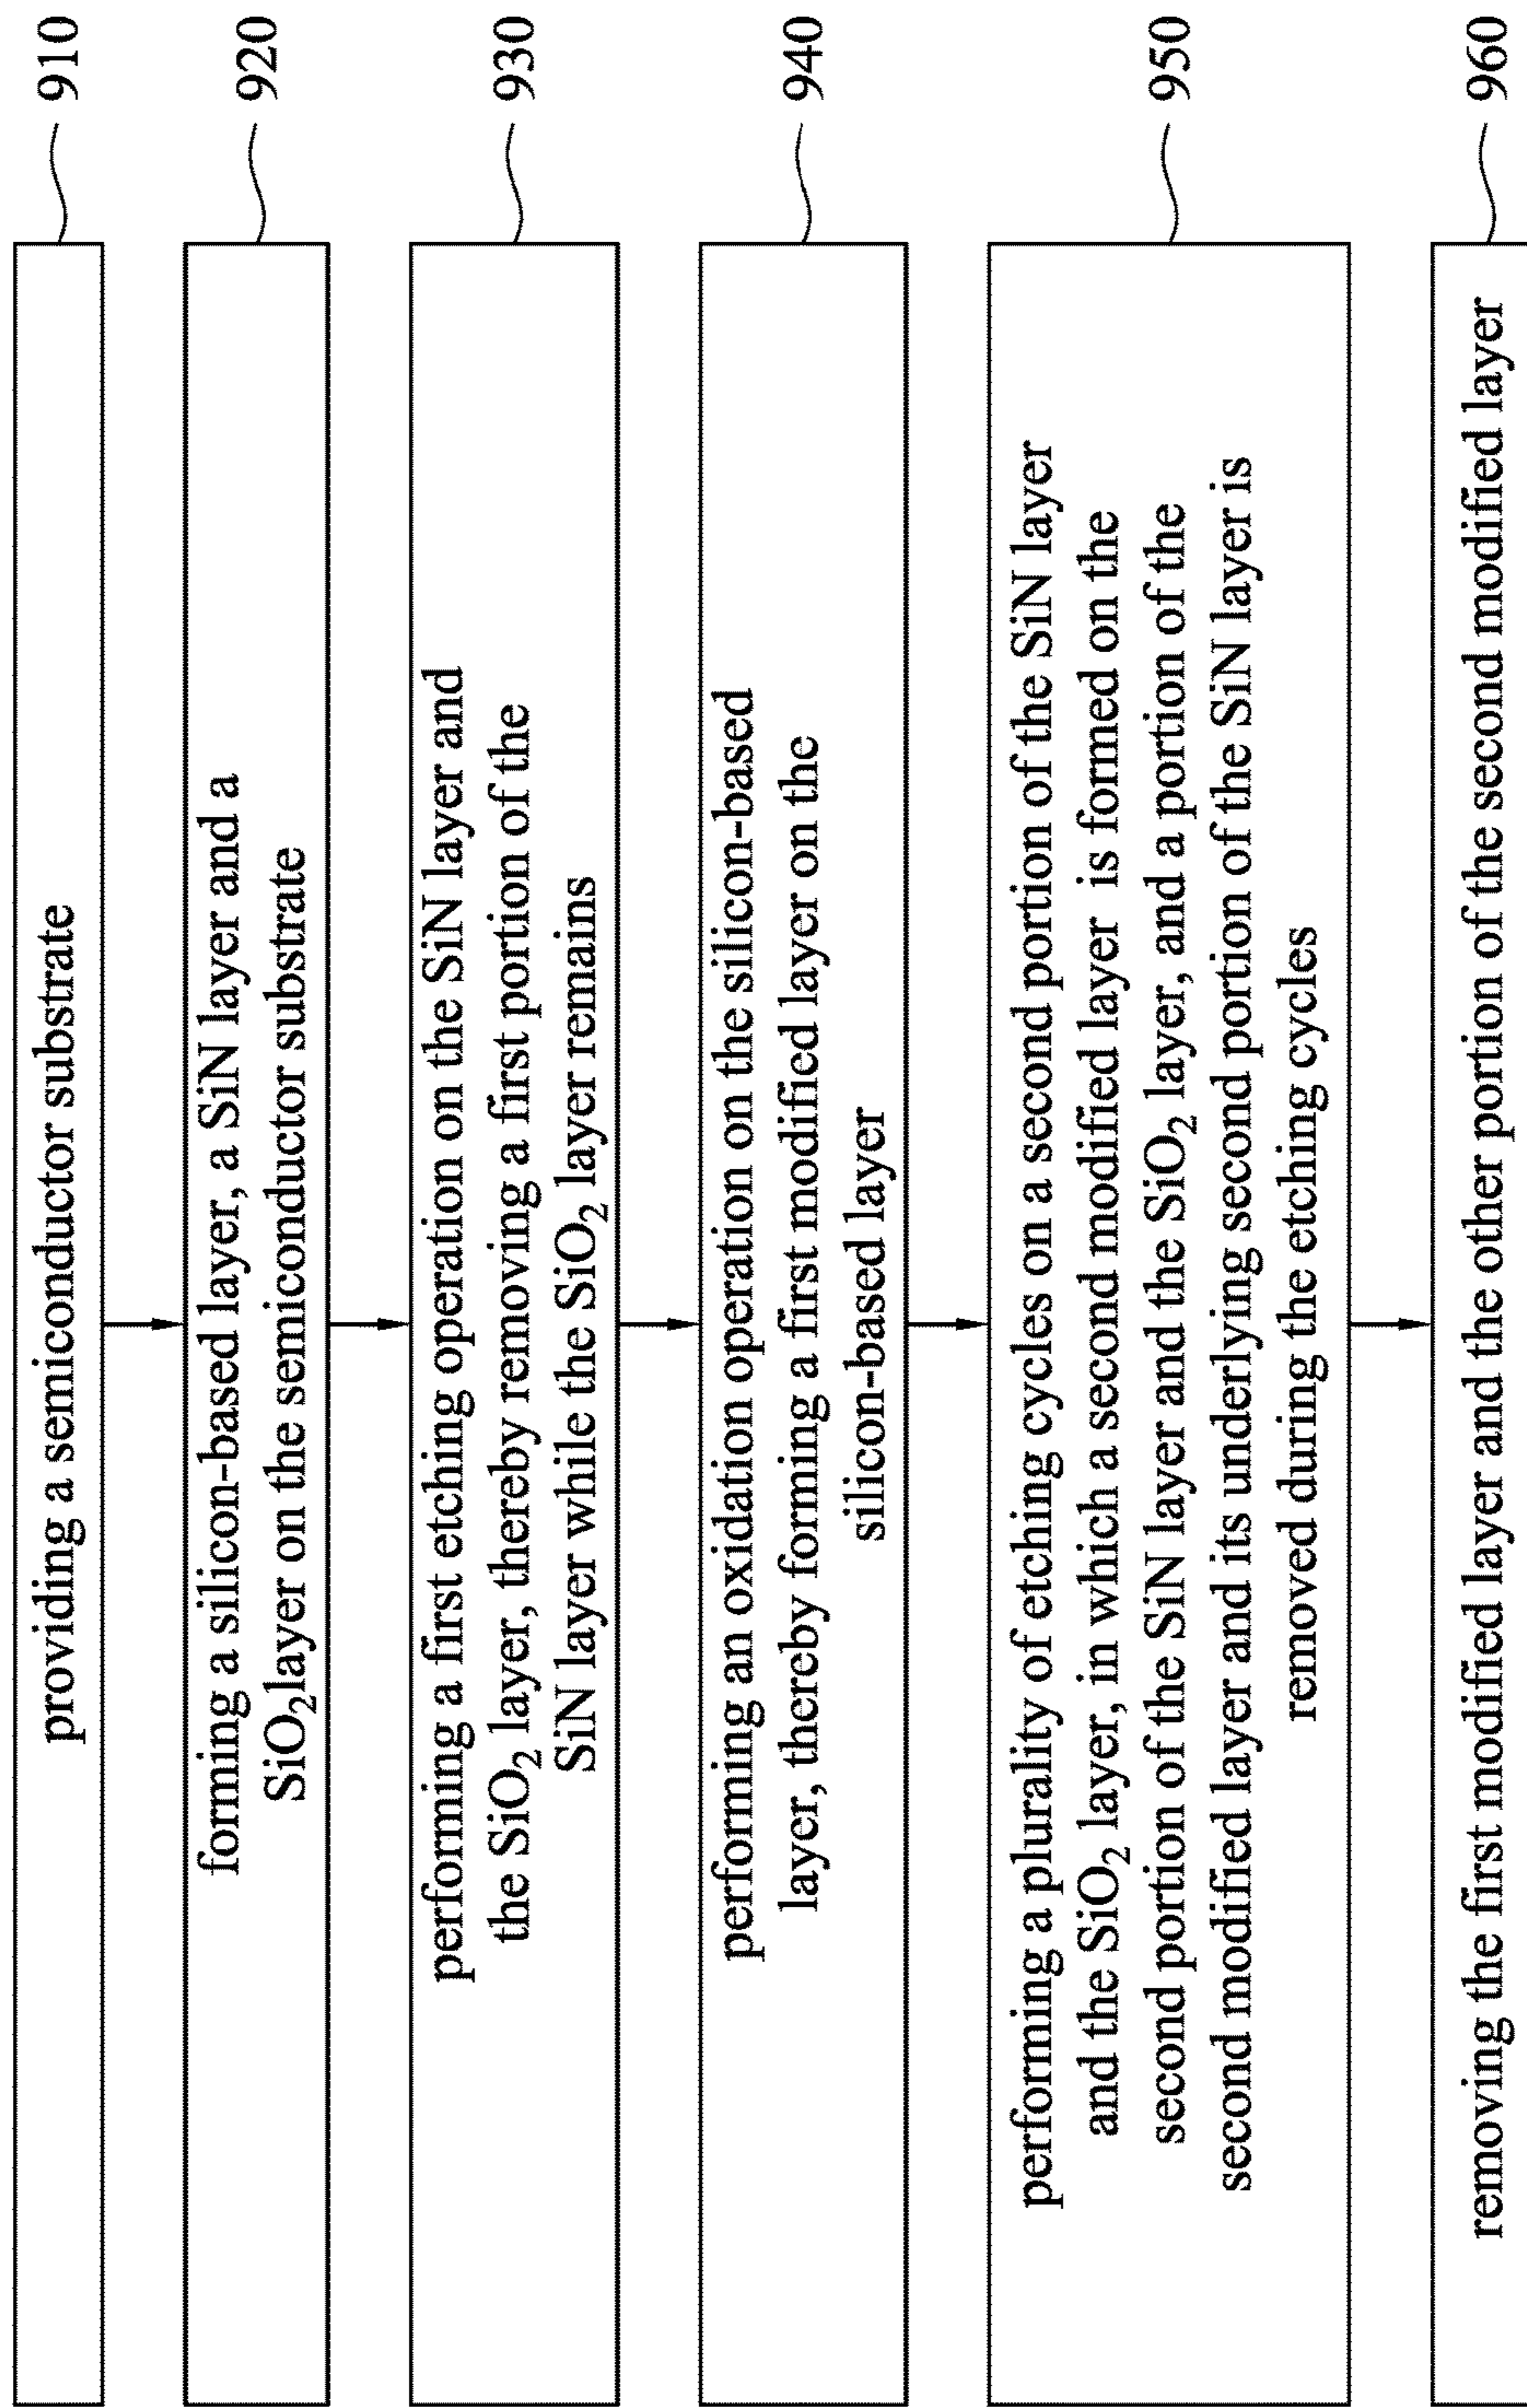 providing a semiconductor substrate
910
forming a silicon-based layer, a SiN layer and a
SiO₂layer on the semiconductor substrate
920
performing a first etching operation on the SiN layer and
the SiO₂ layer, thereby removing a first portion of the
SiN layer while the SiO₂ layer remains
930
performing an oxidation operation on the silicon-based
layer, thereby forming a first modified layer on the
silicon-based layer
940
performing a plurality of etching cycles on a second portion of the SiN layer
and the SiO₂ layer, in which a second modified layer is formed on the
second portion of the SiN layer and the SiO₂ layer, and a portion of the
second modified layer and its underlying second portion of the SiN layer is
removed during the etching cycles
950
removing the first modified layer and the other portion of the second modified layer
960